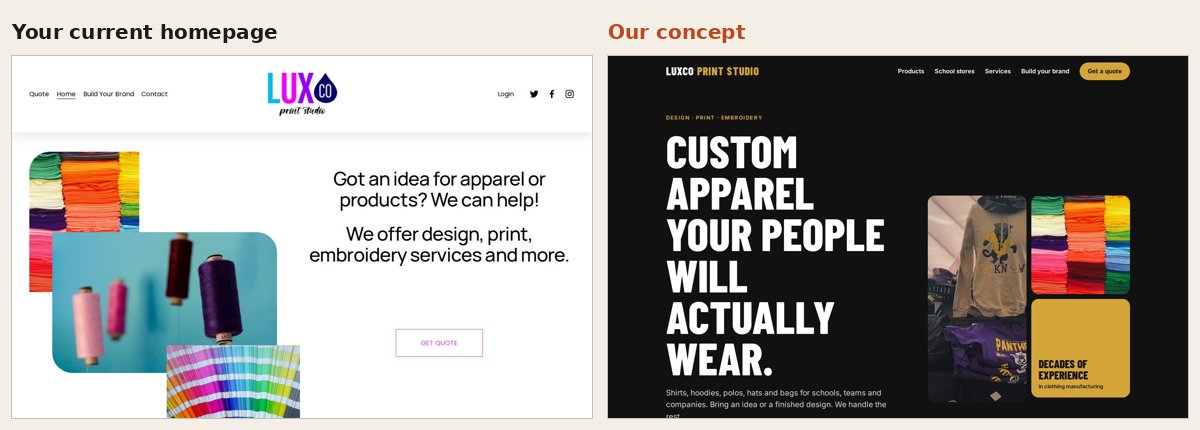 Your current homepage
Our concept
Quote Home Build Your Brand Contact
LUX CO
print studio
Login
Got an idea for apparel or
products? We can help!
We offer design, print,
embroidery services and more.
GET QUOTE
LUXCO PRINT STUDIO
Products School stores Services Build your brand Get a quote
DESIGN · PRINT · EMBROIDERY
CUSTOM
APPAREL
YOUR PEOPLE
WILL
ACTUALLY
WEAR.
Shirts, hoodies, polos, hats and bags for schools, teams and
companies. Bring an idea or a finished design. We handle the
rest.
DECADES OF
EXPERIENCE
in clothing manufacturing